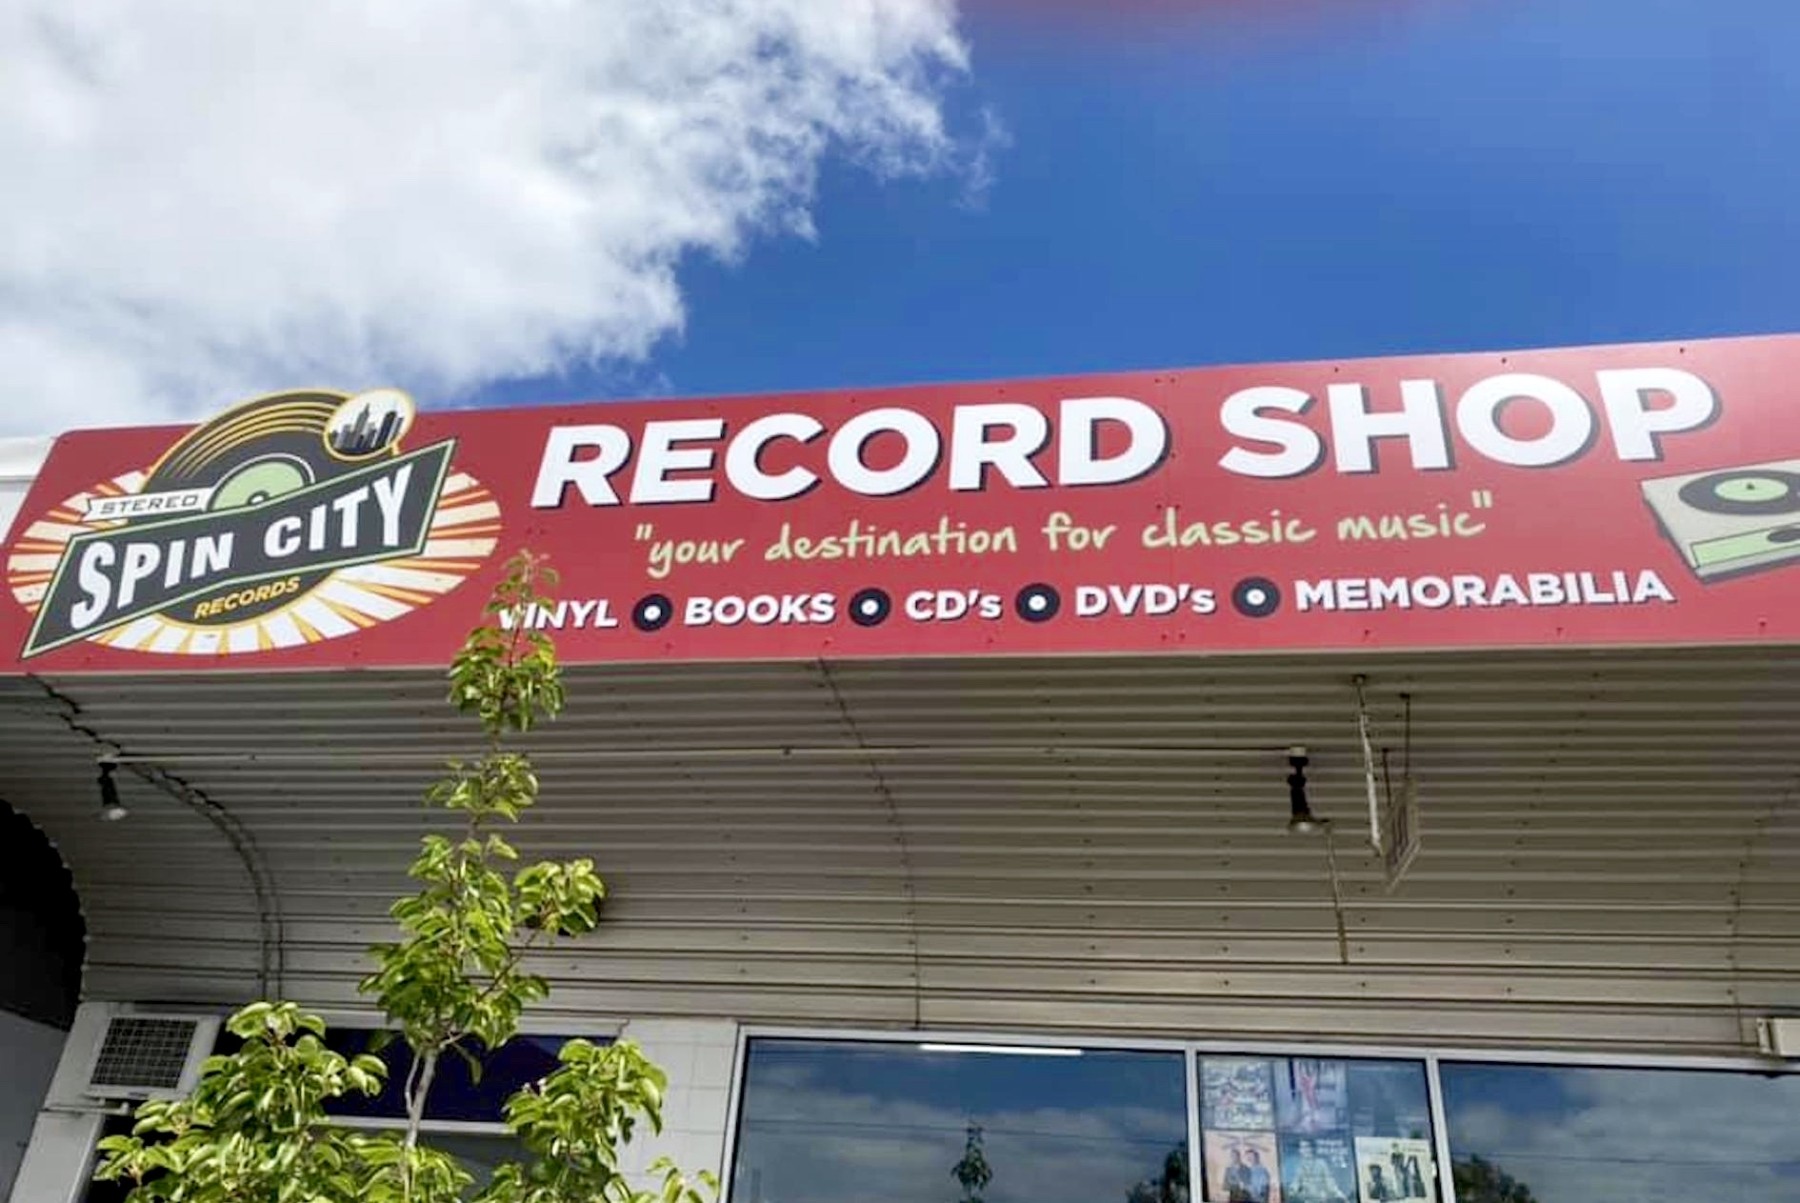 STEREO
SPIN CITY
RECORDS
RECORD SHOP
"your destination for classic music"
VINYL BOOKS CD's DVD's MEMORABILIA